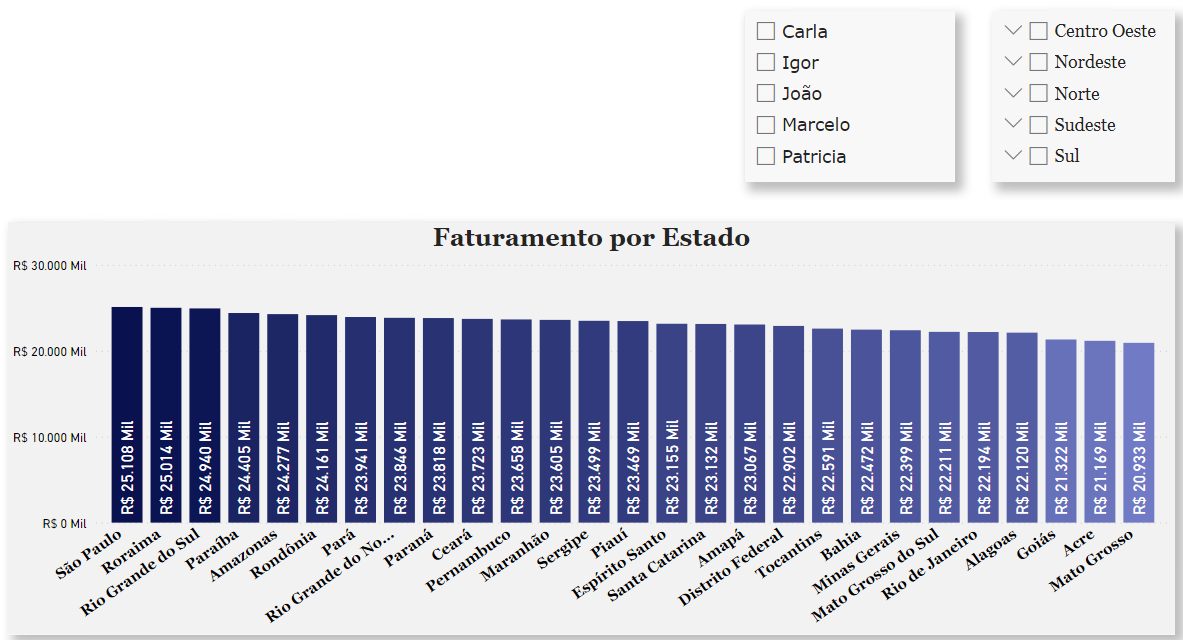 Carla
Igor
João
Marcelo
Patricia
Centro Oeste
Nordeste
Norte
Sudeste
Sul
Faturamento por Estado
R$ 30.000 Mil
R$ 20.000 Mil
R$ 10.000 Mil
R$ 0 Mil
R$ 25.108 Mil
R$ 25.014 Mil
R$ 24.940 Mil
R$ 24.405 Mil
R$ 24.277 Mil
R$ 24.161 Mil
R$ 23.941 Mil
R$ 23.846 Mil
R$ 23.818 Mil
R$ 23.723 Mil
R$ 23.658 Mil
R$ 23.605 Mil
R$ 23.499 Mil
R$ 23.469 Mil
R$ 23.155 Mil
R$ 23.132 Mil
R$ 23.067 Mil
R$ 22.902 Mil
R$ 22.591 Mil
R$ 22.472 Mil
R$ 22.399 Mil
R$ 22.211 Mil
R$ 22.194 Mil
R$ 22.120 Mil
R$ 21.322 Mil
R$ 21.169 Mil
R$ 20.933 Mil
São Paulo
Roraima
Rio Grande do Sul
Paraíba
Amazonas
Rondônia
Pará
Rio Grande do No...
Paraná
Ceará
Pernambuco
Maranhão
Sergipe
Piauí
Espírito Santo
Santa Catarina
Amapá
Distrito Federal
Tocantins
Bahia
Minas Gerais
Mato Grosso do Sul
Rio de Janeiro
Alagoas
Goiás
Acre
Mato Grosso